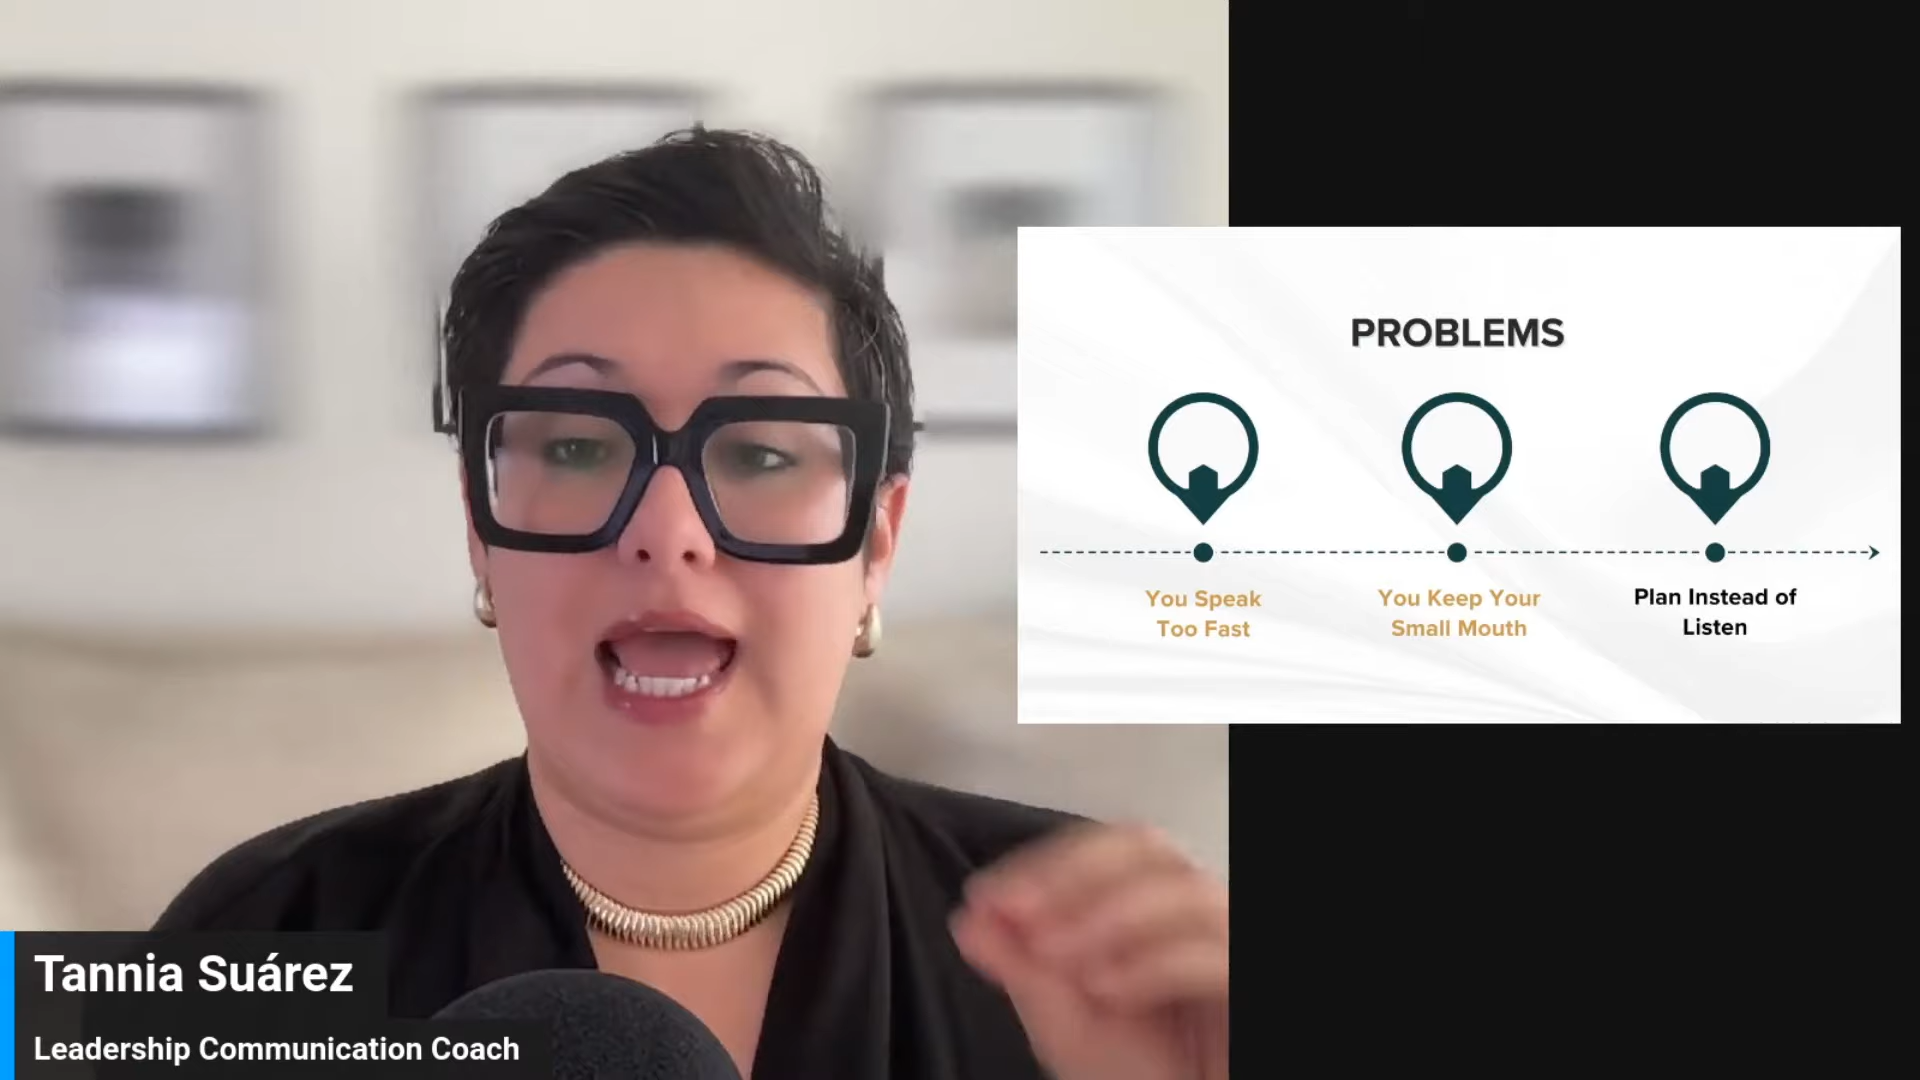 PROBLEMS
You Speak
Too Fast
You Keep Your
Small Mouth
Plan Instead of
Listen
Tannia Suárez
Leadership Communication Coach